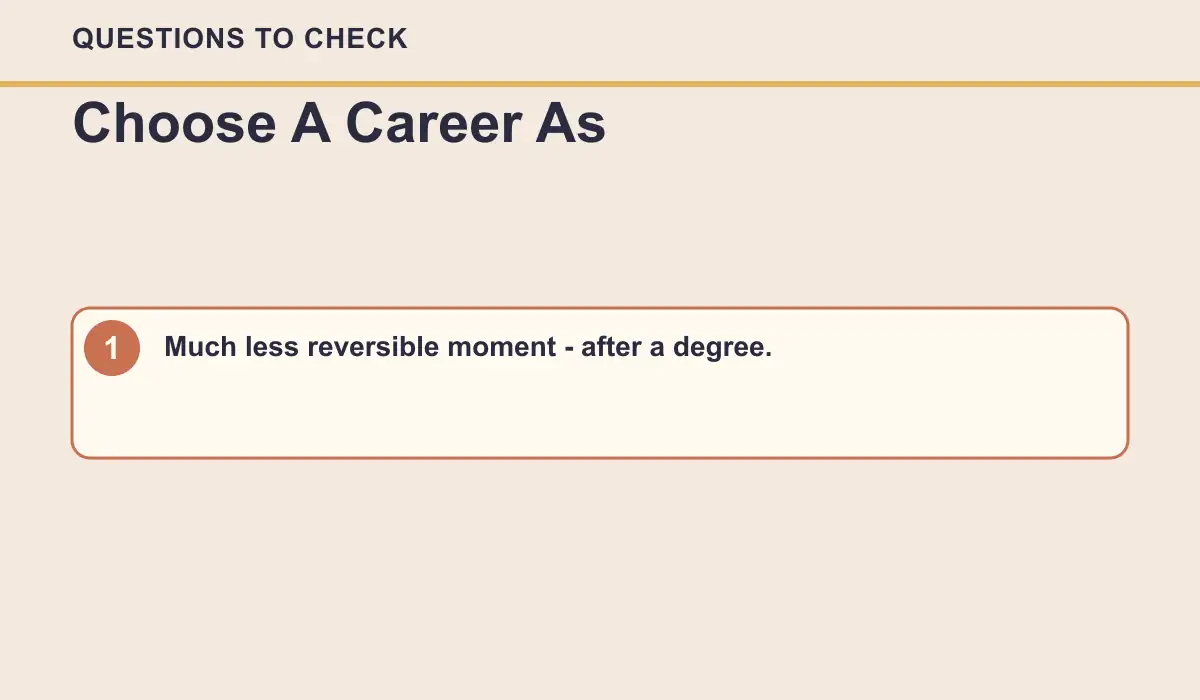 QUESTIONS TO CHECK
Choose A Career As
1 Much less reversible moment - after a degree.